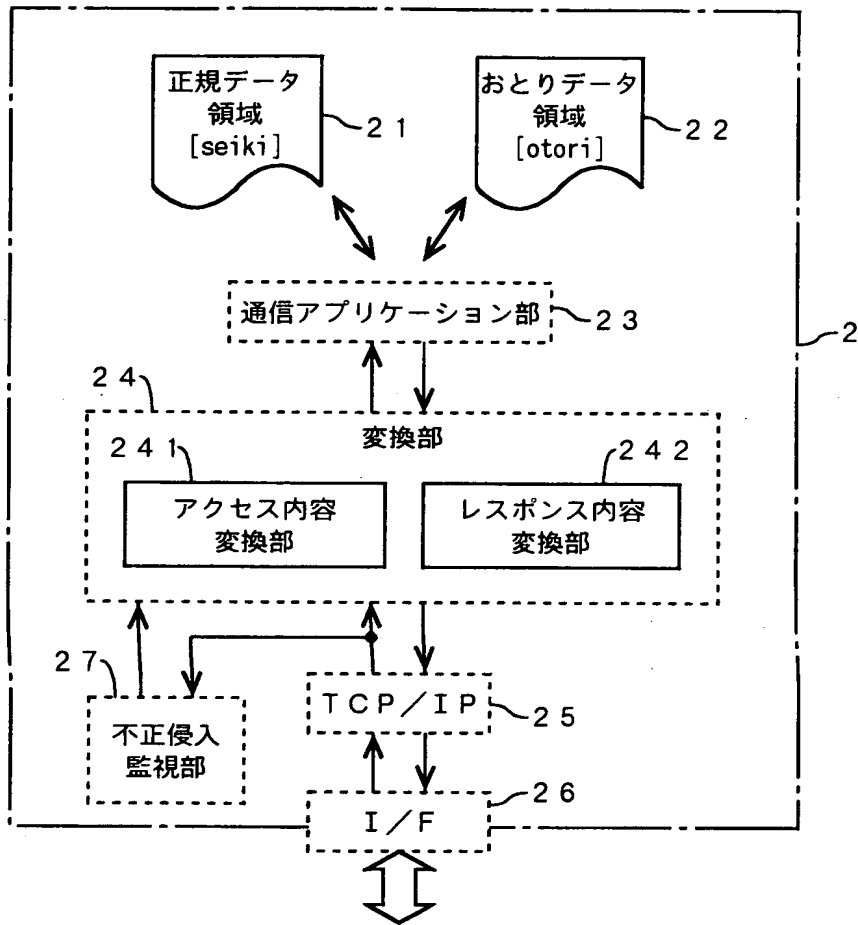 正規データ
領域
[seiki]
２１
おとりデータ
領域
[otori]
２２
通信アプリケーション部
２３
２
２４
変換部
２４１
アクセス内容
変換部
２４２
レスポンス内容
変換部
２７
不正侵入
監視部
ＴＣＰ／ＩＰ
２５
Ｉ／Ｆ
２６